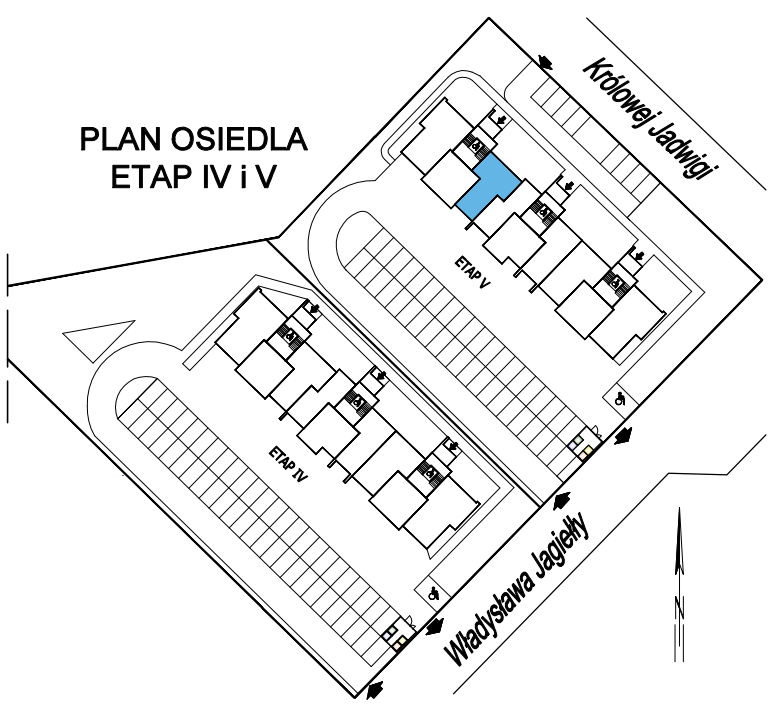 PLAN OSIEDLA
ETAP IV i V
Królowej Jadwigi
ETAP V
ETAP IV
Władysława Jagiełły
N